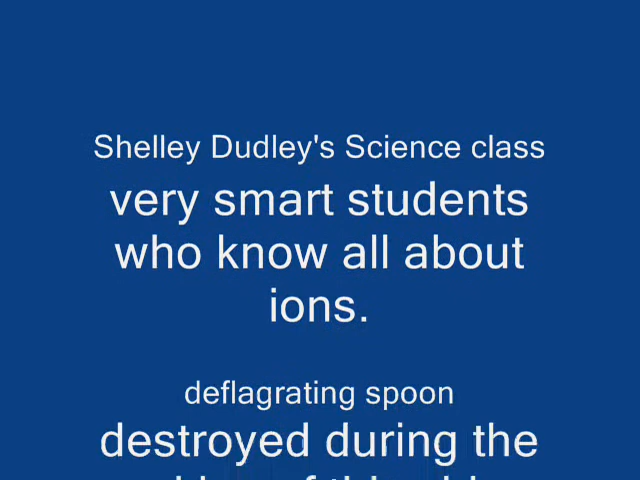 Shelley Dudley's Science class
very smart students
who know all about
ions.
deflagrating spoon
destroyed during the